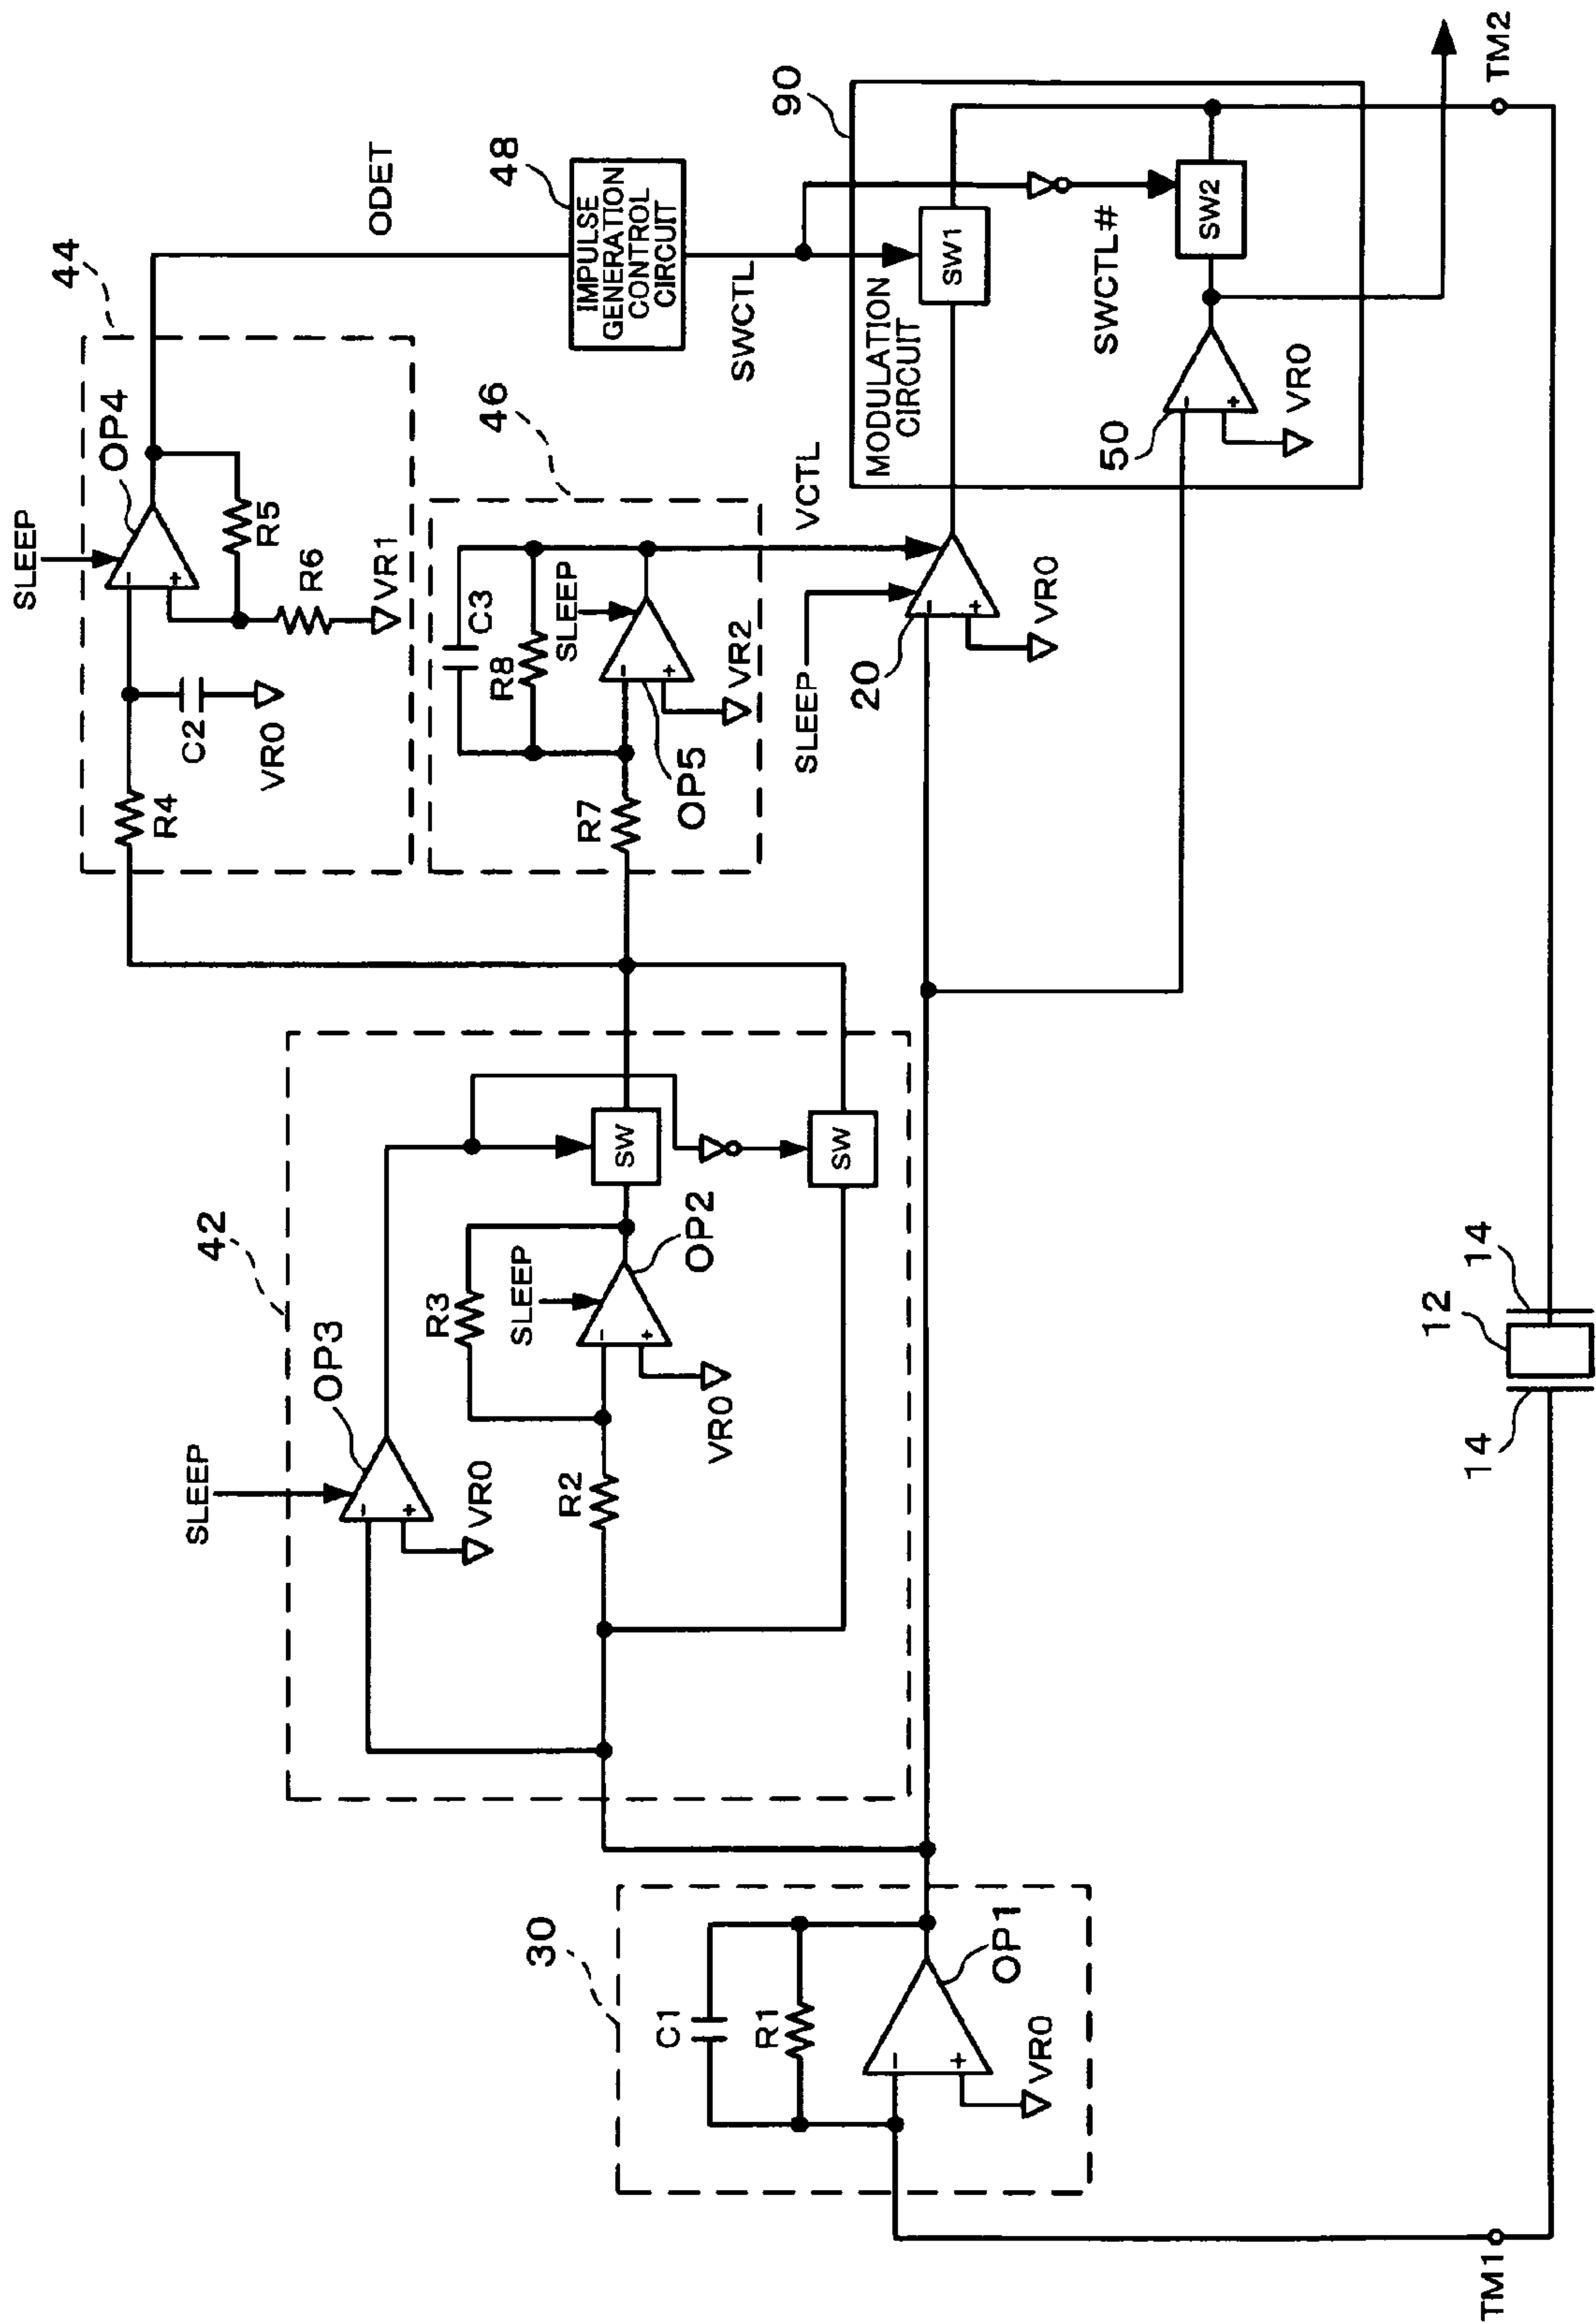 SLEEP
OP4
44
ODET
R5
R6
VR1
R4
C2
VR0
48
IMPULSE
GENERATION
CONTROL
CIRCUIT
SWCTL
90
MODULATION
CIRCUIT
SW1
SWCTL#
SW2
50
VR0
TM2
46
C3
R8
SLEEP
VR2
OP5
R7
VCTL
SLEEP
20
VR0
42
SLEEP
OP3
VR0
R3
SLEEP
OP2
R2
VR0
SW
SW
30
C1
R1
OP1
VR0
TM1
14
12
14
-
+
-
+
-
+
-
+
-
+
-
+
-
+